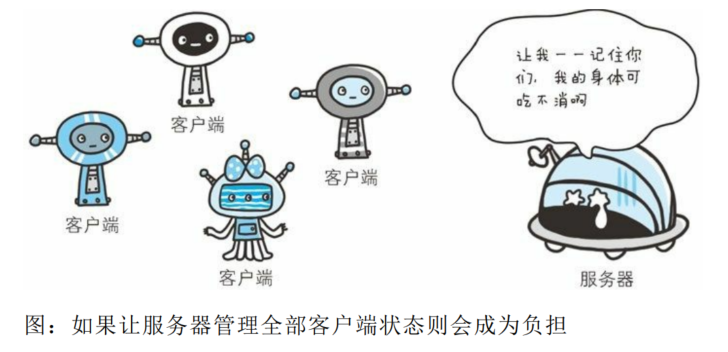 让我一一记住你
们，我的身体可
吃不消啊
客户端
客户端
客户端
客户端
服务器
图：如果让服务器管理全部客户端状态则会成为负担